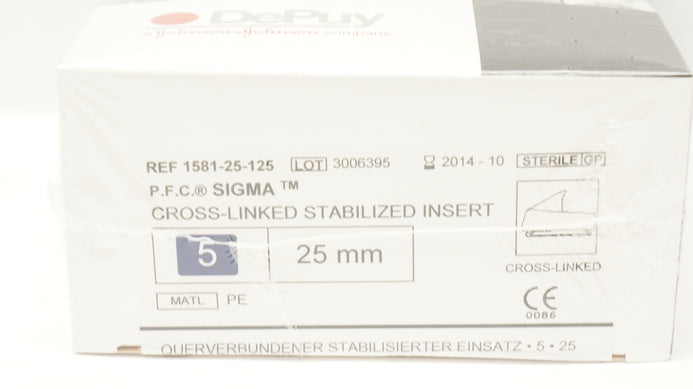 DePuy
a Johnson & Johnson company
REF 1581-25-125 LOT 3006395 2014 - 10 STERILE GP
P.F.C.® SIGMA ™
CROSS-LINKED STABILIZED INSERT
5 25 mm
CROSS-LINKED
MATL PE
CE
0086
QUERVERBUNDENER STABILISIERTER EINSATZ • 5 • 25